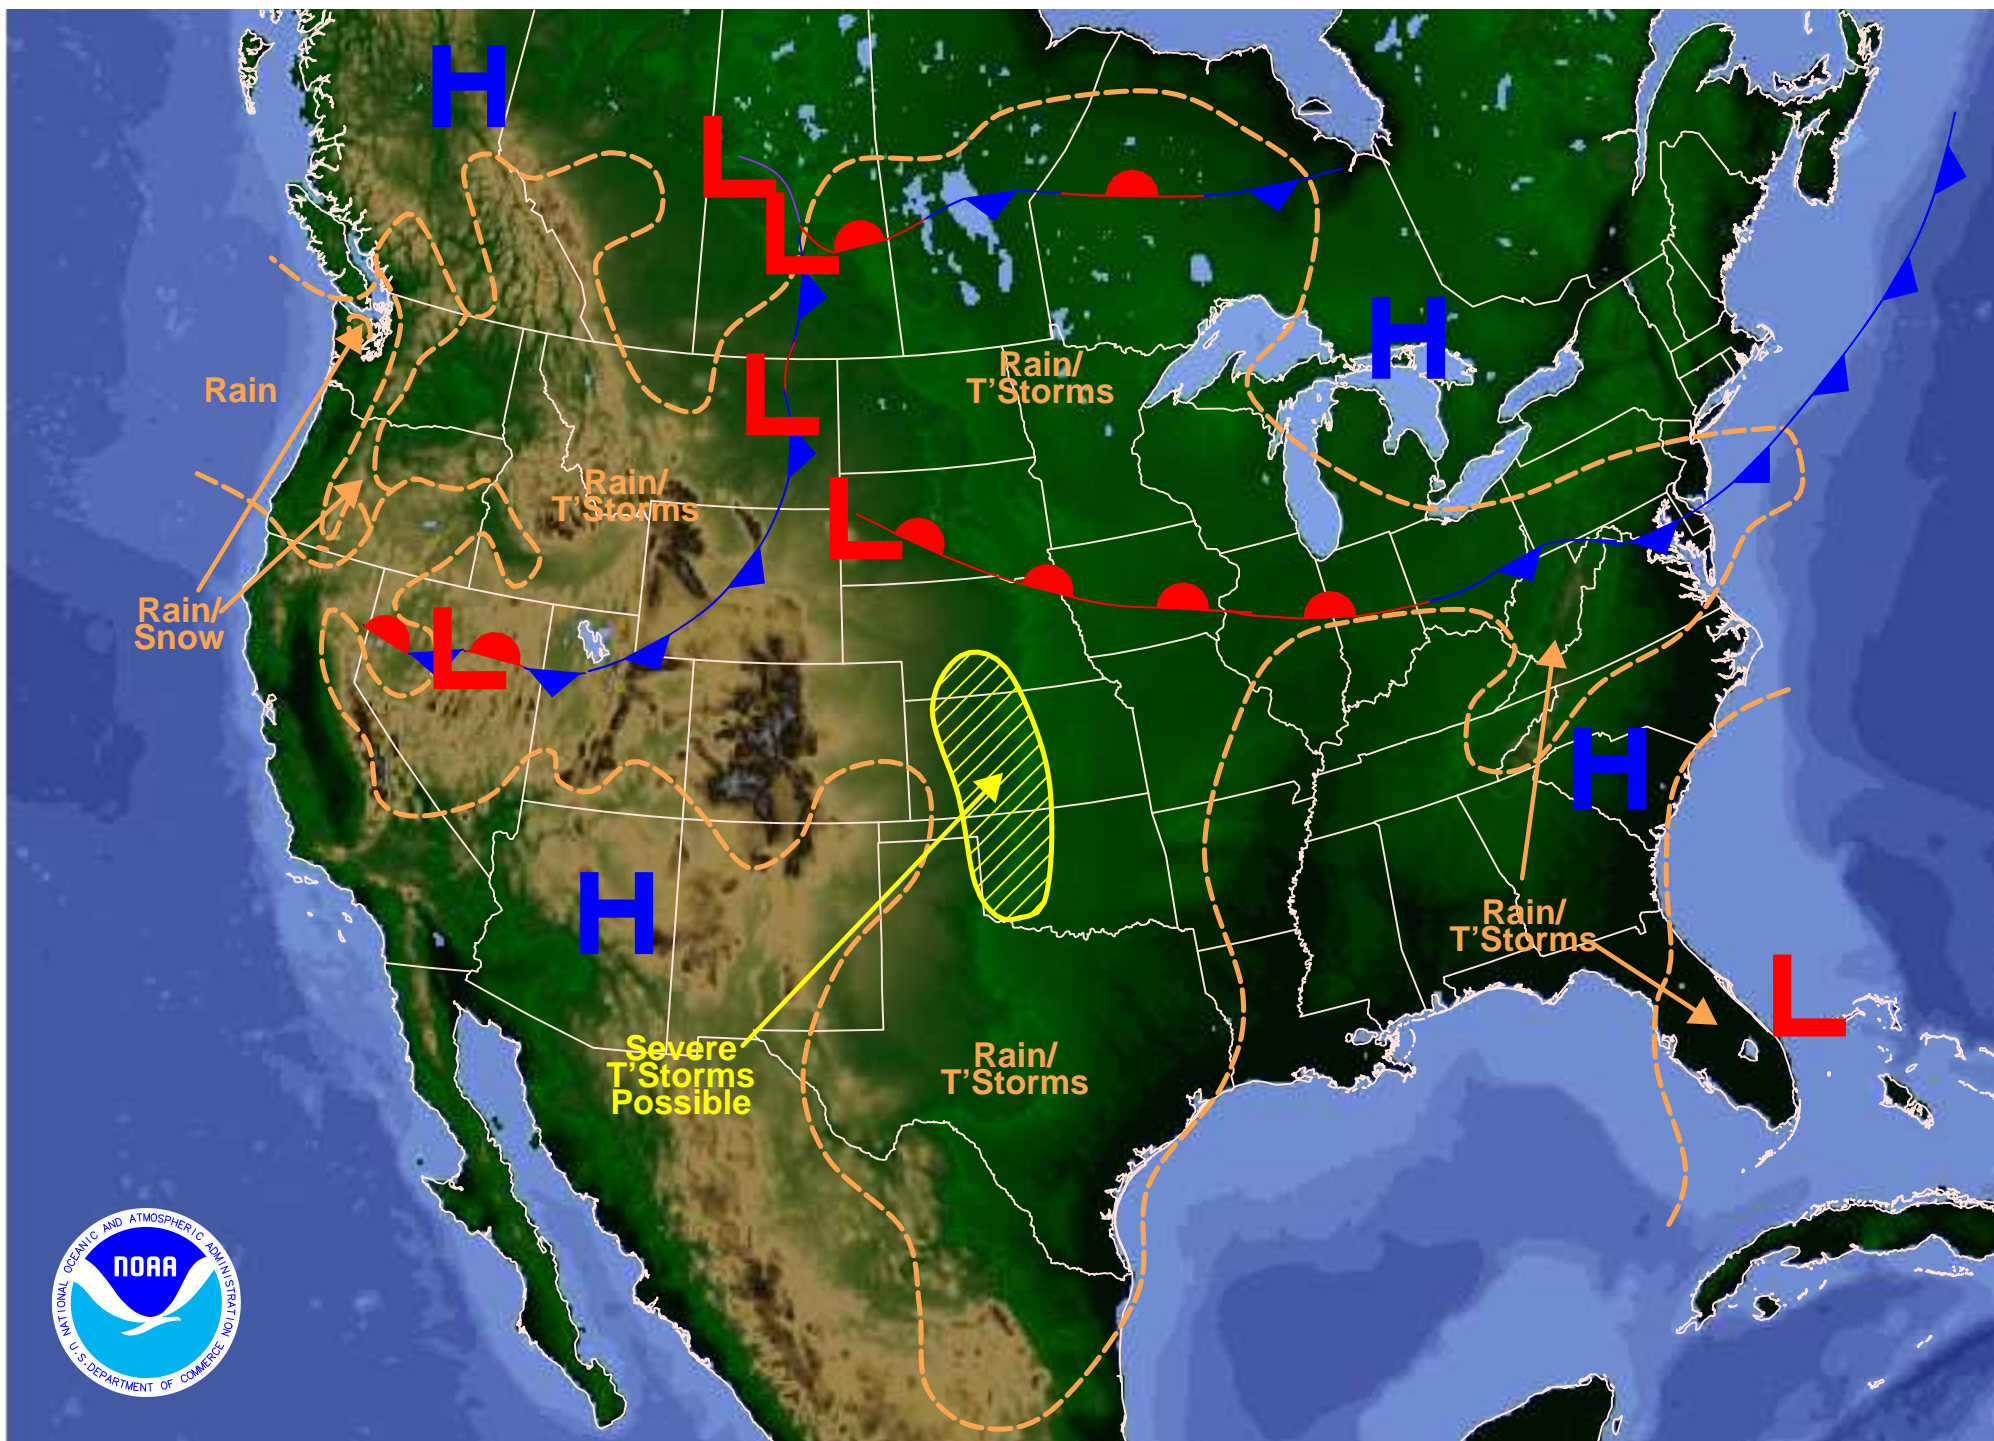 H
L
L
H
Rain/
T'Storms
L
Rain
Rain/
T'Storms
L
Rain/
Snow
L
H
H
Rain/
T'Storms
L
Severe
T'Storms
Possible
Rain/
T'Storms
NATIONAL OCEANIC AND ATMOSPHERIC ADMINISTRATION
NOAA
U.S. DEPARTMENT OF COMMERCE